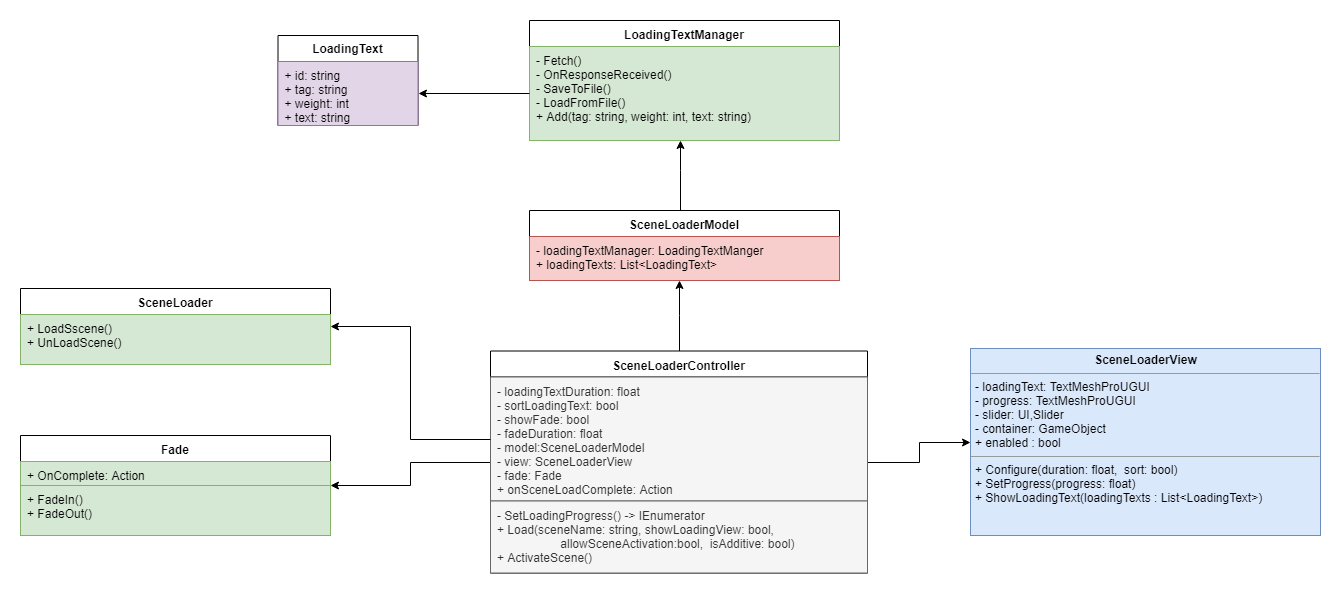 LoadingText
+ id: string
+ tag: string
+ weight: int
+ text: string
LoadingTextManager
- Fetch()
- OnResponseReceived()
- SaveToFile()
- LoadFromFile()
+ Add(tag: string, weight: int, text: string)
SceneLoaderModel
- loadingTextManager: LoadingTextManger
+ loadingTexts: List<LoadingText>
SceneLoader
+ LoadSscene()
+ UnLoadScene()
Fade
+ OnComplete: Action
+ FadeIn()
+ FadeOut()
SceneLoaderController
- loadingTextDuration: float
- sortLoadingText: bool
- showFade: bool
- fadeDuration: float
- model:SceneLoaderModel
- view: SceneLoaderView
- fade: Fade
+ onSceneLoadComplete: Action
- SetLoadingProgress() -> IEnumerator
+ Load(sceneName: string, showLoadingView: bool,
allowSceneActivation:bool, isAdditive: bool)
+ ActivateScene()
SceneLoaderView
- loadingText: TextMeshProUGUI
- progress: TextMeshProUGUI
- slider: UI,Slider
- container: GameObject
+ enabled : bool
+ Configure(duration: float, sort: bool)
+ SetProgress(progress: float)
+ ShowLoadingText(loadingTexts : List<LoadingText>)